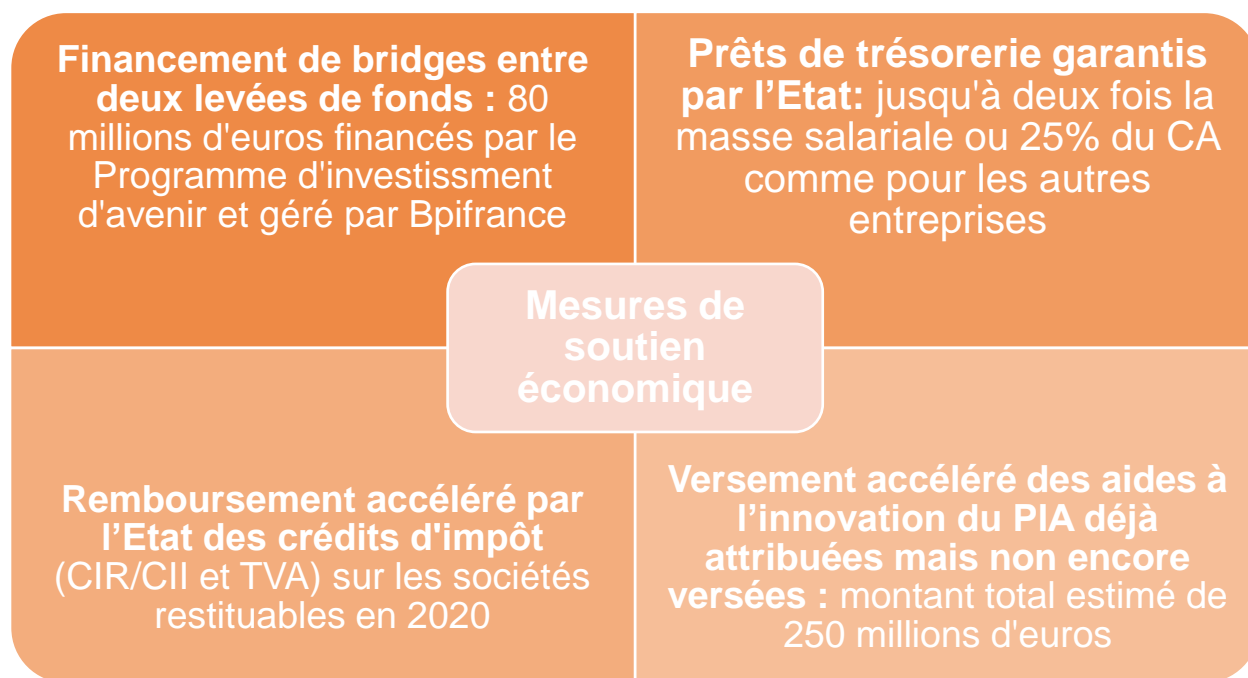 Financement de bridges entre
deux levées de fonds : 80
millions d'euros financés par le
Programme d'investissment
d'avenir et géré par Bpifrance
Prêts de trésorerie garantis
par l'Etat: jusqu'à deux fois la
masse salariale ou 25% du CA
comme pour les autres
entreprises
Mesures de
soutien
économique
Remboursement accéléré par
l'Etat des crédits d'impôt
(CIR/CII et TVA) sur les sociétés
restituables en 2020
Versement accéléré des aides à
l'innovation du PIA déjà
attribuées mais non encore
versées : montant total estimé de
250 millions d'euros